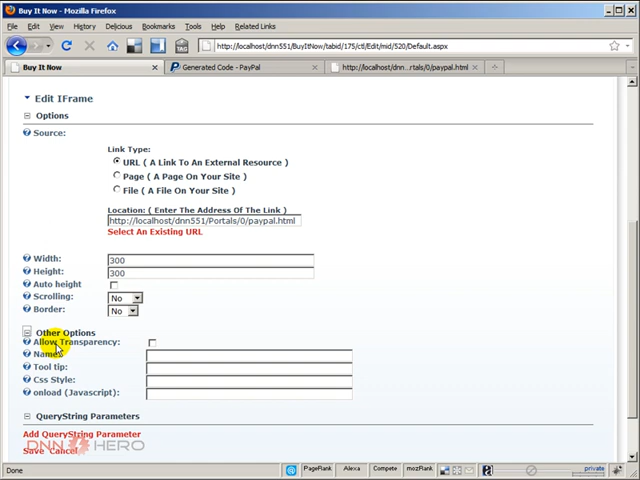 Buy It Now - Mozilla Firefox
File Edit View History Delicious Bookmarks Tools Help Related Links
http://localhost/dnn551/BuyItNow/tabid/175/ctl/Edit/mid/520/Default.aspx
Buy It Now
Generated Code - PayPal
http://localhost/dnn...rtals/0/paypal.html
Edit IFrame
Options
Source:
Link Type:
URL ( A Link To An External Resource )
Page ( A Page On Your Site )
File ( A File On Your Site )
Location: ( Enter The Address Of The Link )
http://localhost/dnn551/Portals/0/paypal.html
Select An Existing URL
Width: 300
Height: 300
Auto height
Scrolling: No
Border: No
Other Options
Allow Transparency:
Name:
Tool tip:
Css Style:
onload (Javascript):
QueryString Parameters
Add QueryString Parameter
DNN HERO
Save Cancel
Done PageRank Alexa Compete mozRank private